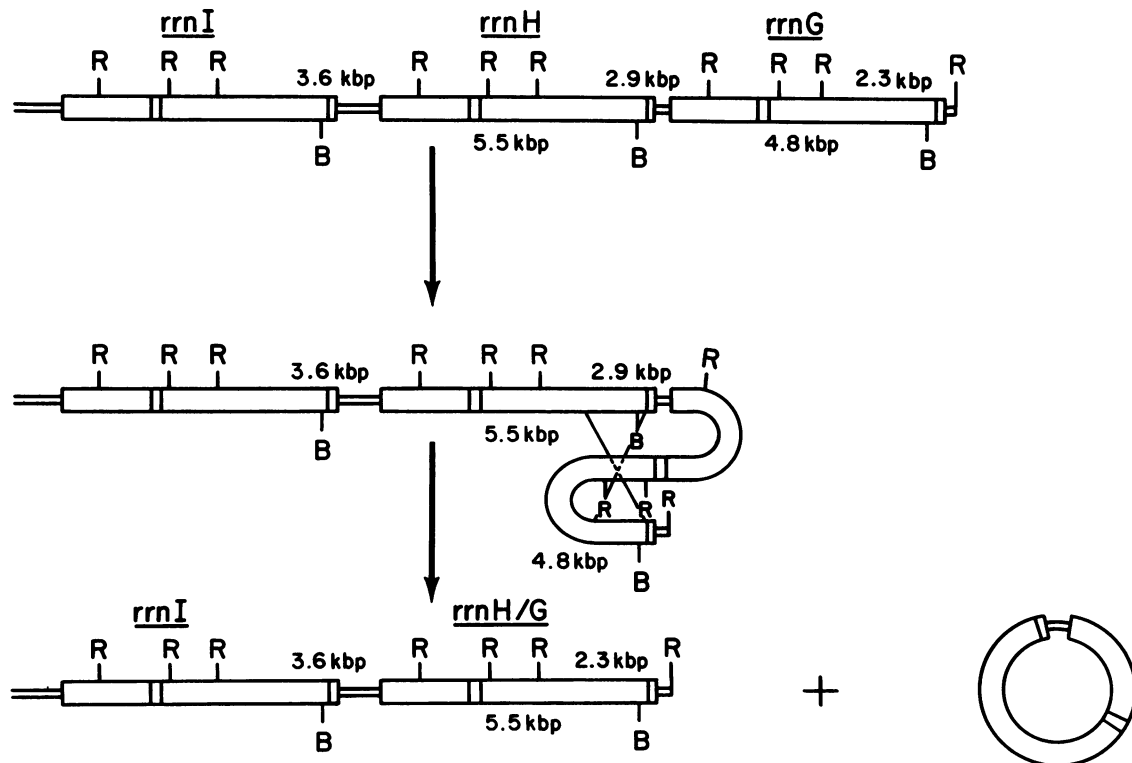 rrnI rrnH rrnG
R R R 3.6 kbp R R R 2.9 kbp R R R 2.3 kbp R
B 5.5 kbp B 4.8 kbp B
R R R 3.6 kbp R R R 2.9 kbp R
B 5.5 kbp B
R R R
4.8 kbp B
rrnI rrnH/G
R R R 3.6 kbp R R R 2.3 kbp R
+
B 5.5 kbp B